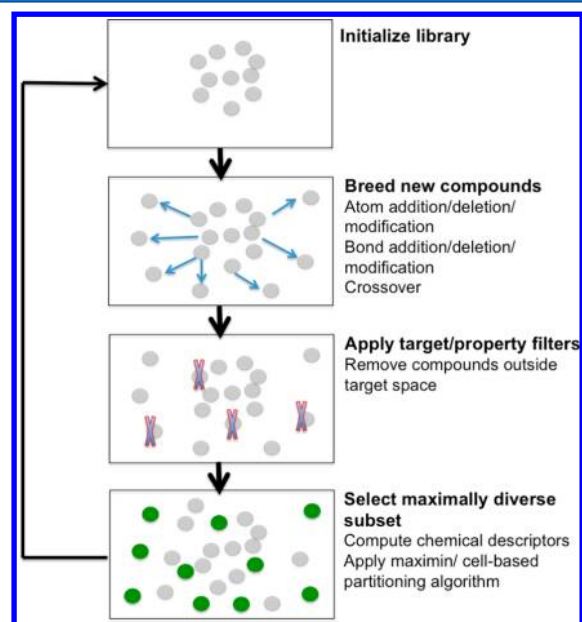 Initialize library
Breed new compounds
Atom addition/deletion/
modification
Bond addition/deletion/
modification
Crossover
Apply target/property filters
Remove compounds outside
target space
Select maximally diverse
subset
Compute chemical descriptors
Apply maximin/ cell-based
partitioning algorithm